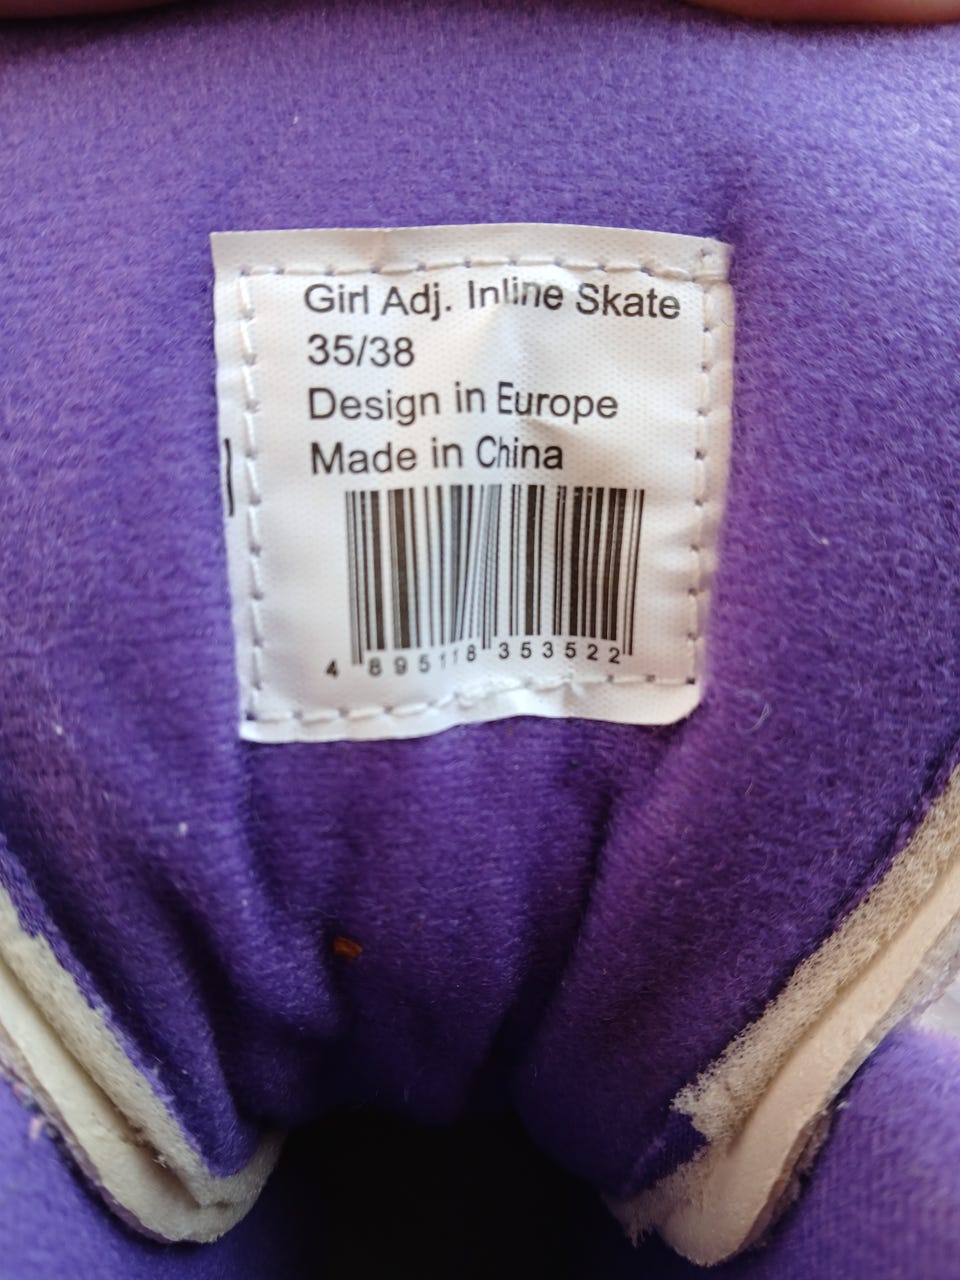 Girl Adj. Inline Skate
35/38
Design in Europe
Made in China
4 895118 353522